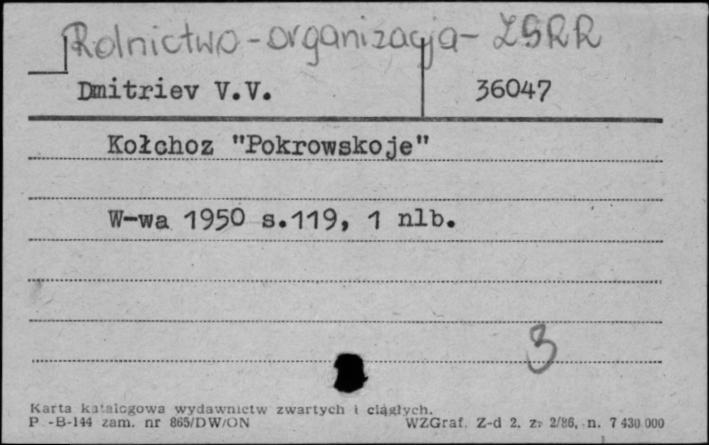 Rolnictwo - organizacja - ZSRR
Dmitriev V.V. 36047
Kołchoz "Pokrowskoje"
W-wa 1950 s.119, 1 nlb.
3
Karta katalogowa wydawnictw zwartych i ciągłych.
P -B-144 zam. nr 865/DW/ON WZGraf. Z-d 2, z. 2/86, n. 7 430 000